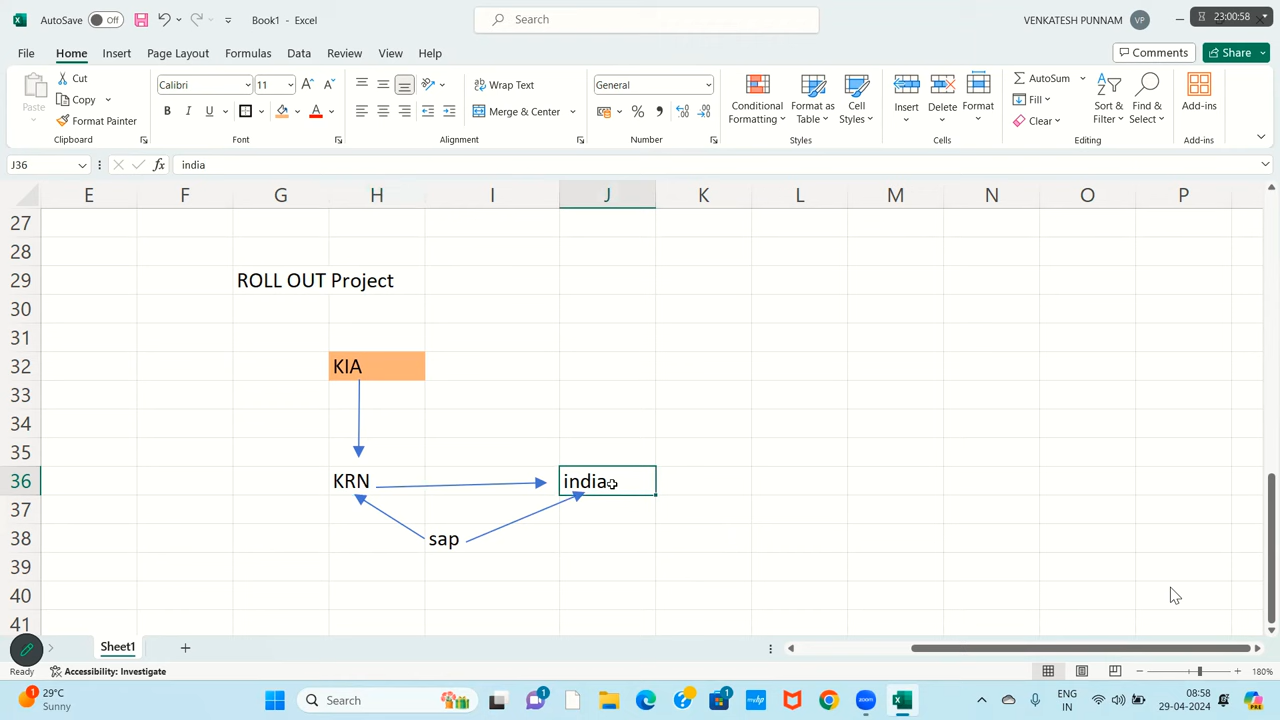 AutoSave Off Book1 - Excel Search VENKATESH PUNNAM VP 23:00:58
File Home Insert Page Layout Formulas Data Review View Help Comments Share
Paste Cut Copy Format Painter Clipboard
Calibri 11 B I U A Font
Wrap Text Merge & Center Alignment
General % , Number
Conditional Formatting Format as Table Cell Styles Styles
Insert Delete Format Cells
AutoSum Fill Clear Sort & Filter Find & Select Editing
Add-ins Add-ins
J36 fx india
E F G H I J K L M N O P
27
28
29 ROLL OUT Project
30
31
32 KIA
33
34
35
36 KRN india
37
38 sap
39
40
41
Sheet1
Ready Accessibility: Investigate 180%
1 29°C Sunny Search 1 1 ENG IN 08:58 29-04-2024